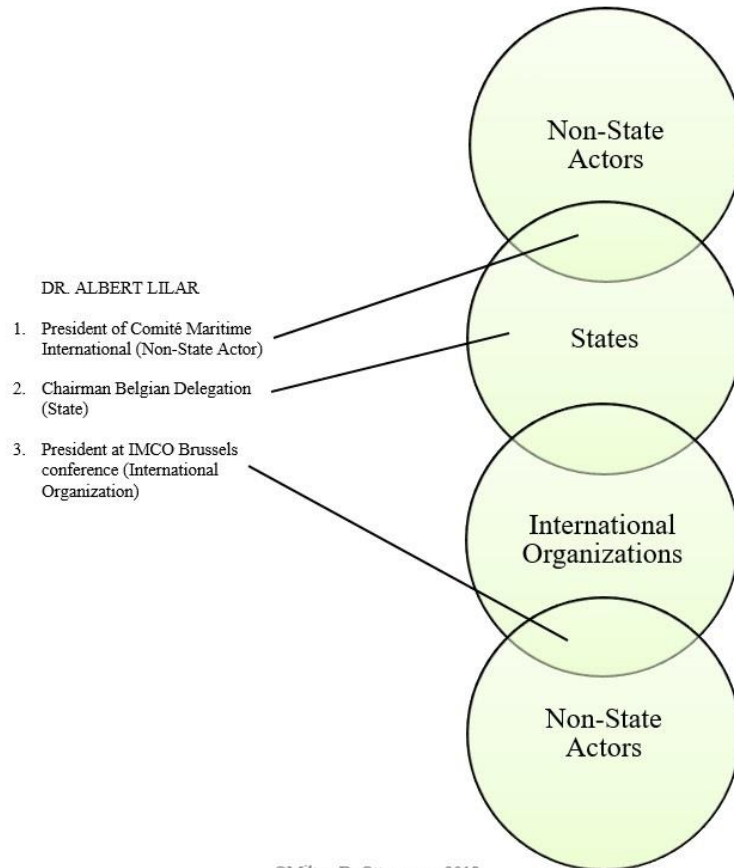 Non-State
Actors
DR. ALBERT LILAR
1. President of Comité Maritime
International (Non-State Actor)
States
2. Chairman Belgian Delegation
(State)
3. President at IMCO Brussels
conference (International
Organization)
International
Organizations
Non-State
Actors